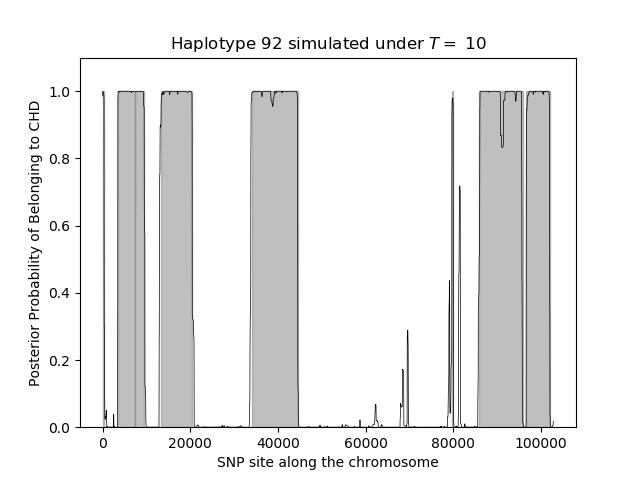 Haplotype 92 simulated under T = 10
Posterior Probability of Belonging to CHD
1.0
0.8
0.6
0.4
0.2
0.0
0 20000 40000 60000 80000 100000
SNP site along the chromosome